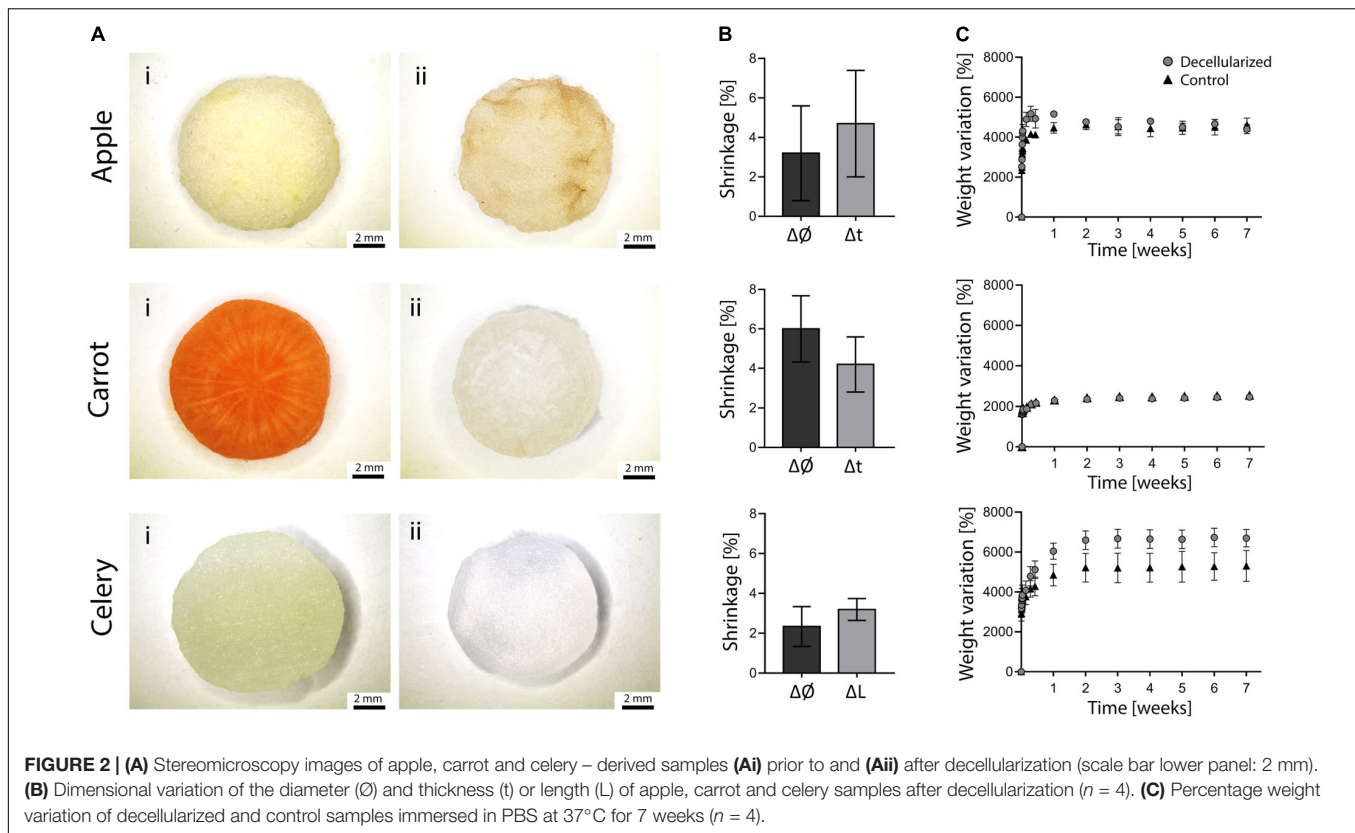 A
B
C
Apple
i
2 mm
ii
2 mm
Shrinkage [%]
8
6
4
2
0
ΔØ Δt
Weight variation [%]
8000
6000
4000
2000
0
Decellularized
Control
1 2 3 4 5 6 7
Time [weeks]
Carrot
i
2 mm
ii
2 mm
Shrinkage [%]
8
6
4
2
0
ΔØ Δt
Weight variation [%]
8000
6000
4000
2000
0
1 2 3 4 5 6 7
Time [weeks]
Celery
i
2 mm
ii
2 mm
Shrinkage [%]
8
6
4
2
0
ΔØ ΔL
Weight variation [%]
8000
6000
4000
2000
0
1 2 3 4 5 6 7
Time [weeks]
FIGURE 2 | (A) Stereomicroscopy images of apple, carrot and celery – derived samples (Ai) prior to and (Aii) after decellularization (scale bar lower panel: 2 mm).
(B) Dimensional variation of the diameter (Ø) and thickness (t) or length (L) of apple, carrot and celery samples after decellularization (n = 4). (C) Percentage weight
variation of decellularized and control samples immersed in PBS at 37°C for 7 weeks (n = 4).